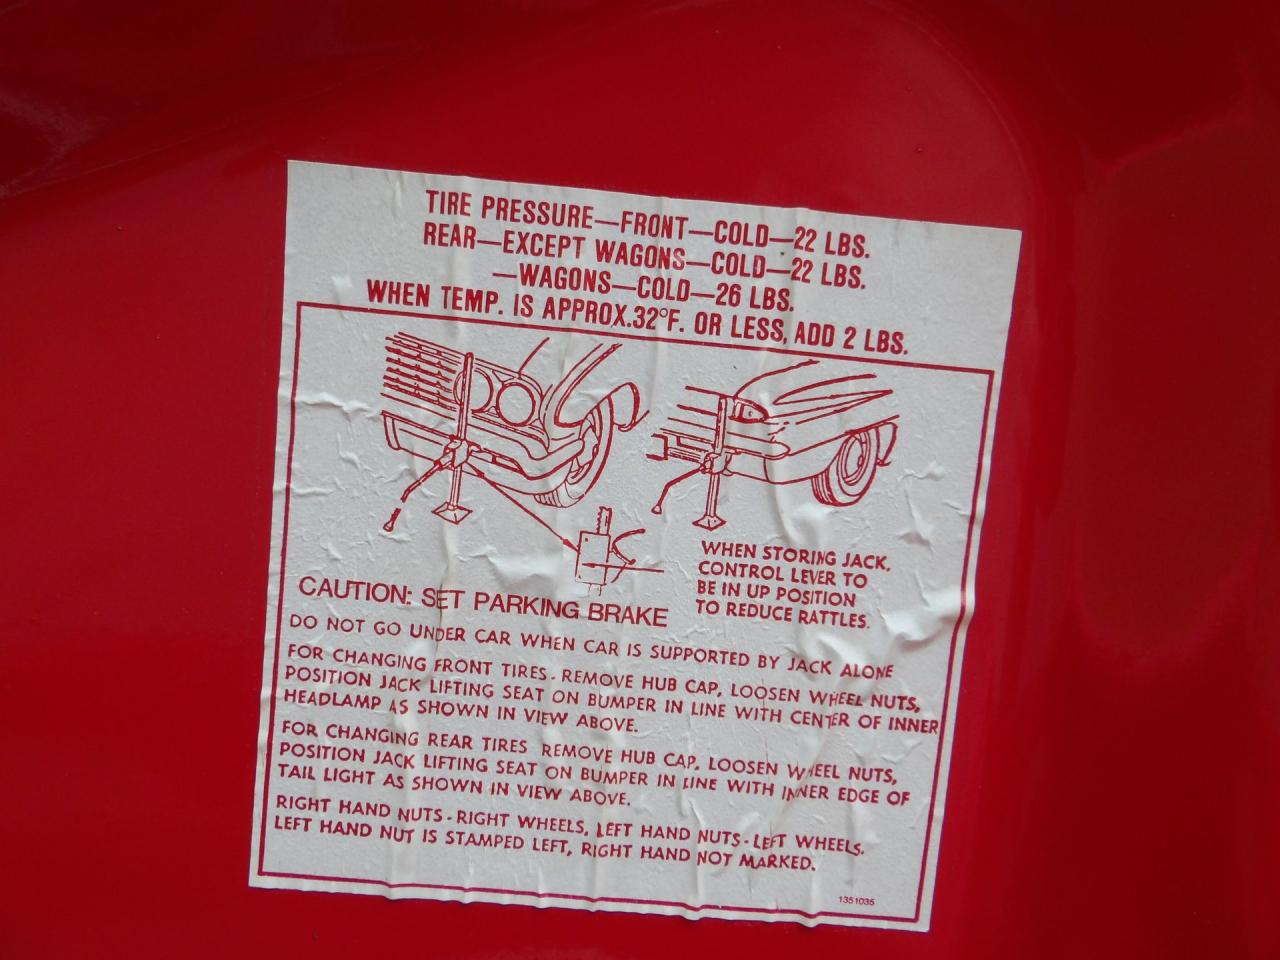 TIRE PRESSURE—FRONT—COLD—22 LBS.
REAR—EXCEPT WAGONS—COLD—22 LBS.
—WAGONS—COLD—26 LBS.
WHEN TEMP. IS APPROX.32°F. OR LESS, ADD 2 LBS.
WHEN STORING JACK,
CONTROL LEVER TO
BE IN UP POSITION
TO REDUCE RATTLES.
CAUTION: SET PARKING BRAKE
DO NOT GO UNDER CAR WHEN CAR IS SUPPORTED BY JACK ALONE
FOR CHANGING FRONT TIRES - REMOVE HUB CAP, LOOSEN WHEEL NUTS,
POSITION JACK LIFTING SEAT ON BUMPER IN LINE WITH CENTER OF INNER
HEADLAMP AS SHOWN IN VIEW ABOVE.
FOR CHANGING REAR TIRES REMOVE HUB CAP, LOOSEN WHEEL NUTS,
POSITION JACK LIFTING SEAT ON BUMPER IN LINE WITH INNER EDGE OF
TAIL LIGHT AS SHOWN IN VIEW ABOVE.
RIGHT HAND NUTS - RIGHT WHEELS, LEFT HAND NUTS - LEFT WHEELS.
LEFT HAND NUT IS STAMPED LEFT, RIGHT HAND NOT MARKED.
1351035